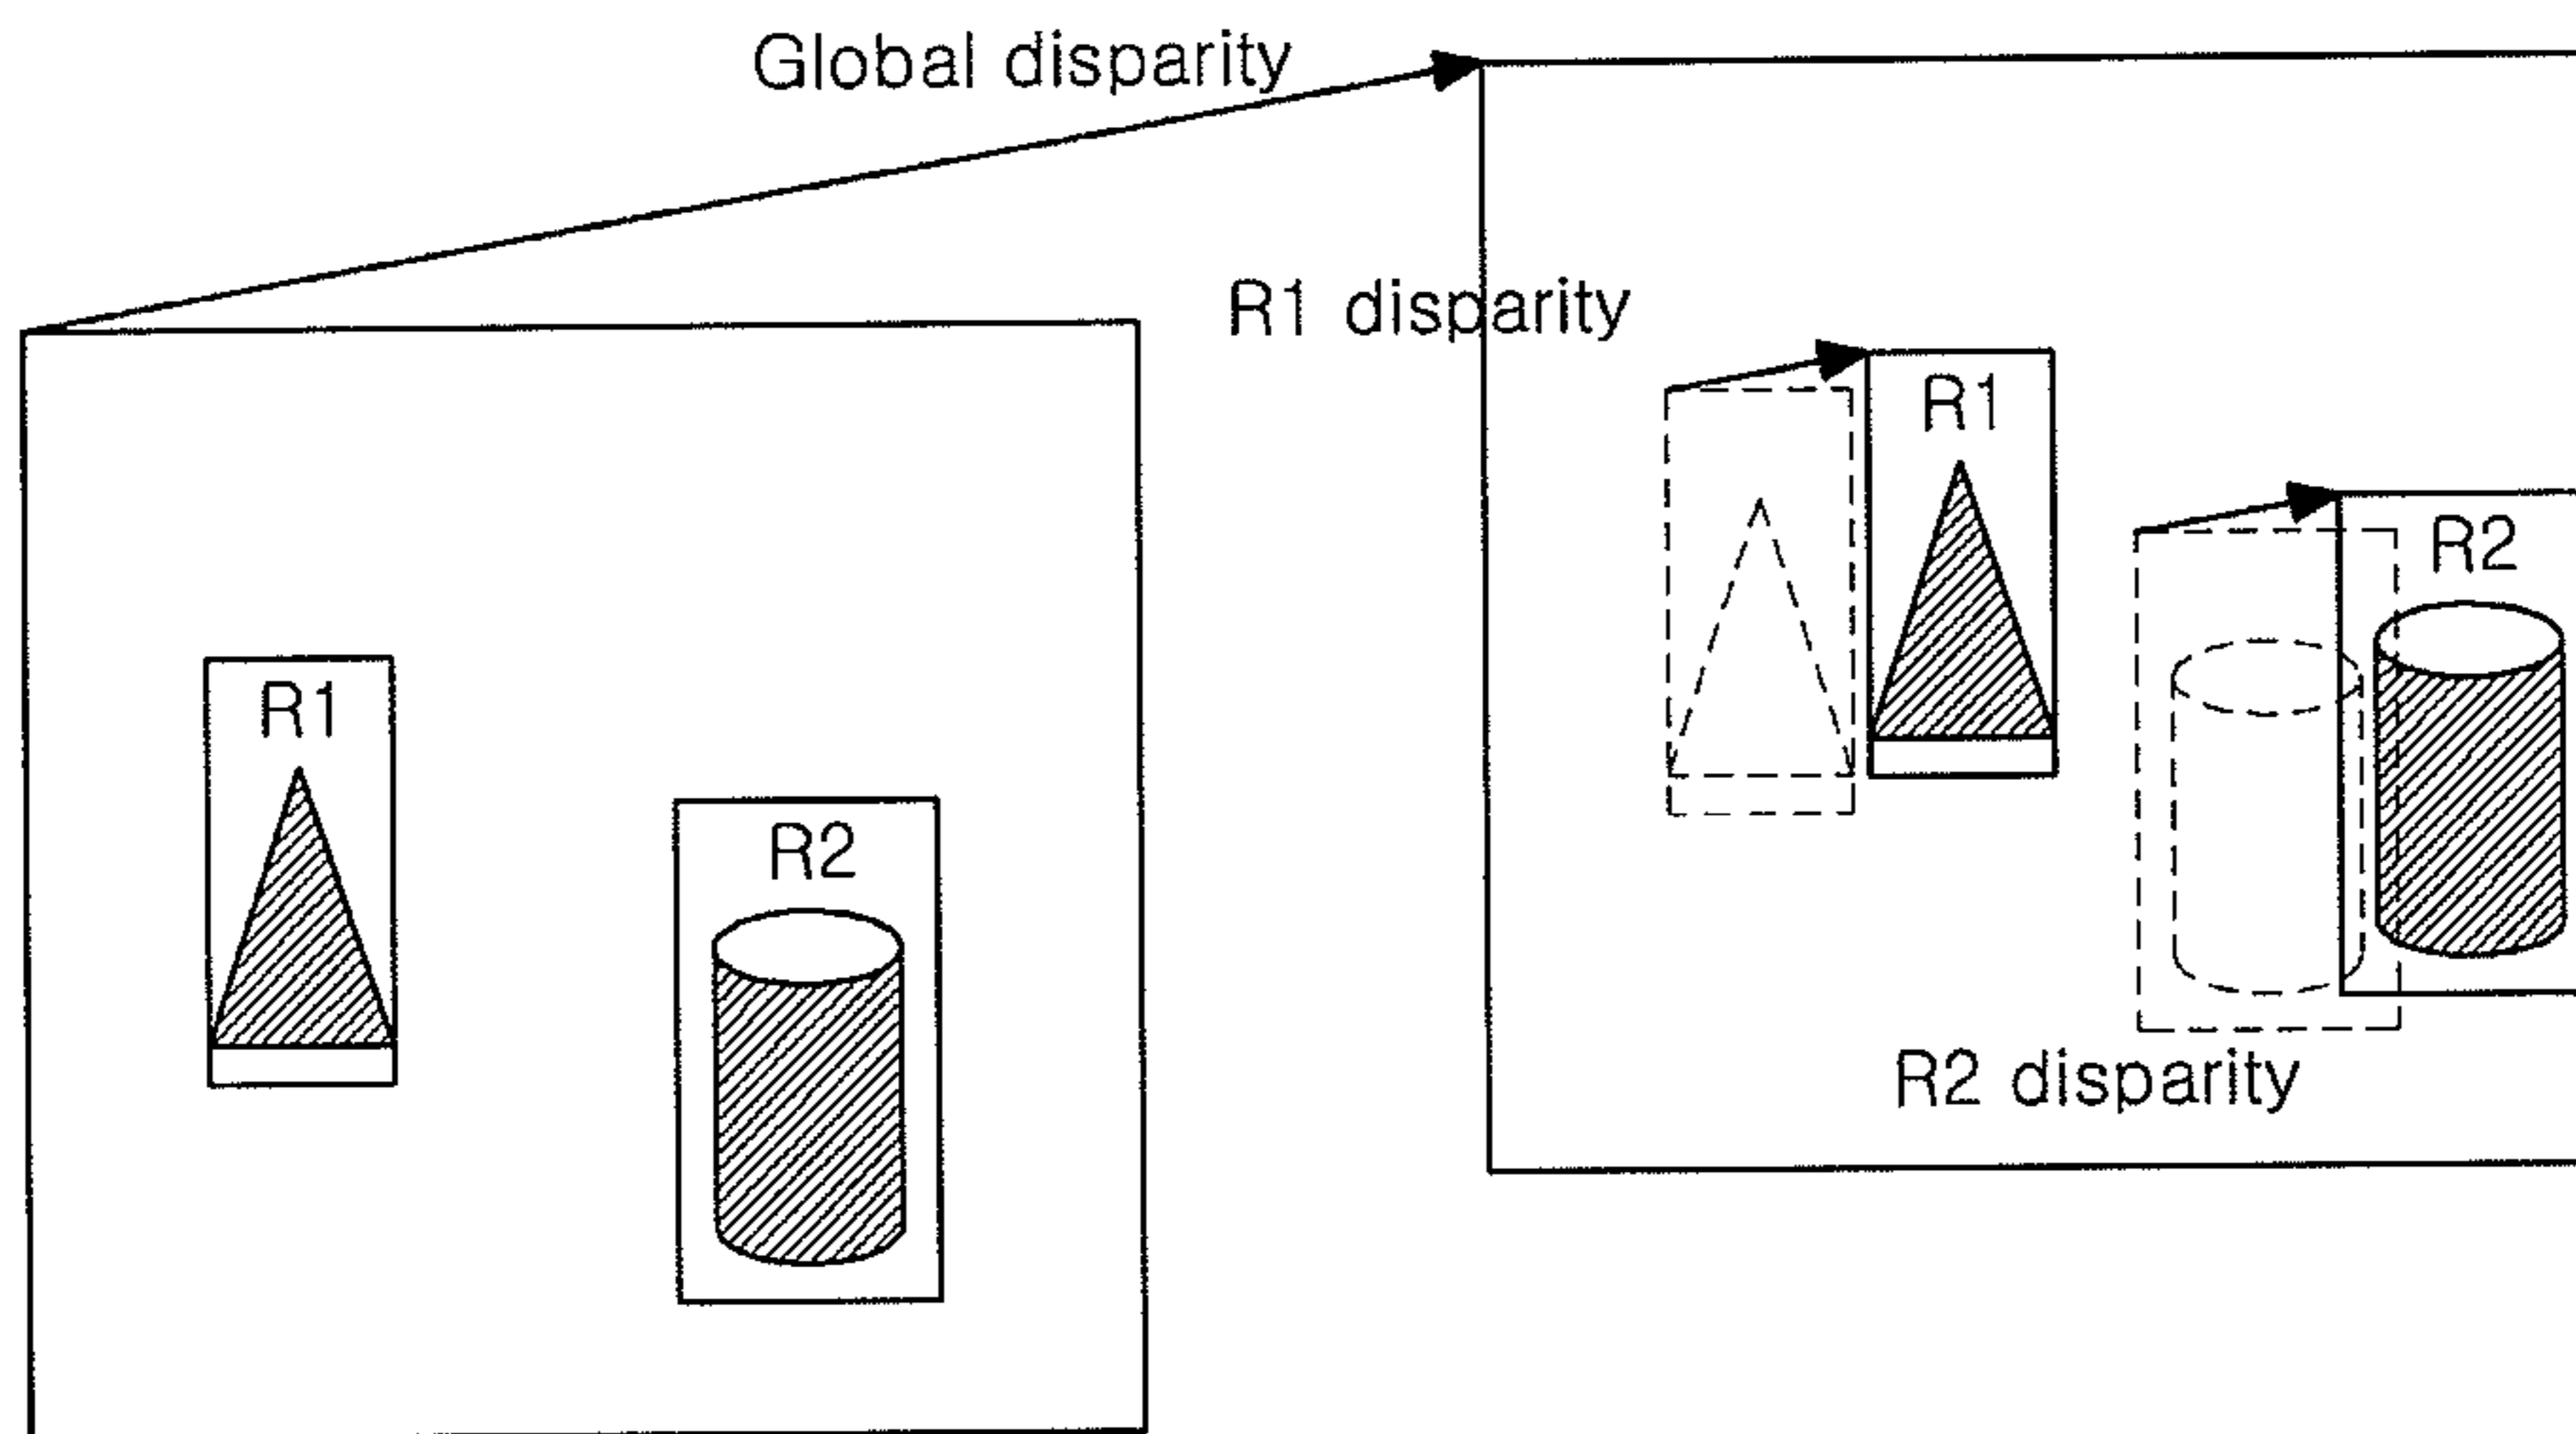 Global disparity
R1 disparity
R1
R2
R1
R2
R2 disparity